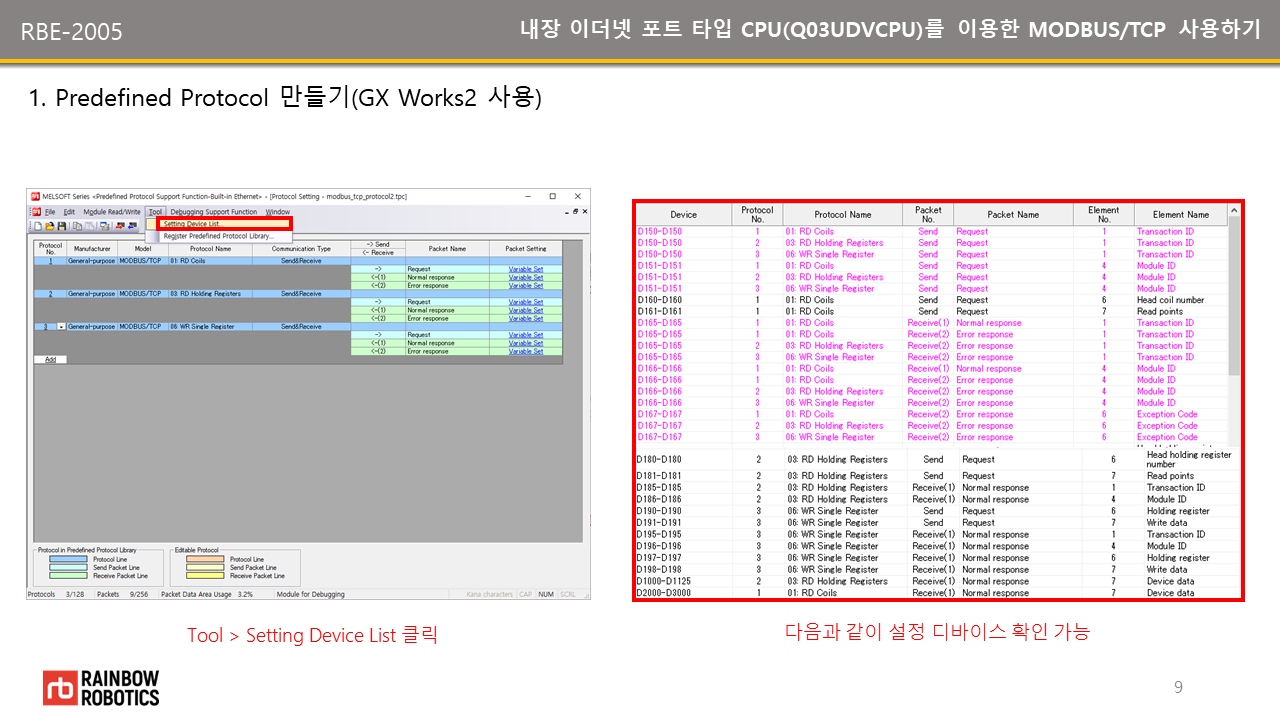 RBE-2005
내장 이더넷 포트 타입 CPU(Q03UDVCPU)를 이용한 MODBUS/TCP 사용하기
1. Predefined Protocol 만들기(GX Works2 사용)
MELSOFT Series <Predefined Protocol Support Function-Built-in Ethernet> - [Protocol Setting - modbus_tcp_protocol2.tpc]
File Edit Module Read/Write Tool Debugging Support Function Window
Setting Device List...
Register Predefined Protocol Library...
Protocol No. Manufacturer Model Protocol Name Communication Type -> Send <- Receive Packet Name Packet Setting
1 General-purpose MODBUS/TCP 01: RD Coils Send&Receive
-> Request Variable Set
<-(1) Normal response Variable Set
<-(2) Error response Variable Set
2 General-purpose MODBUS/TCP 03: RD Holding Registers Send&Receive
-> Request Variable Set
<-(1) Normal response Variable Set
<-(2) Error response Variable Set
3 General-purpose MODBUS/TCP 06: WR Single Register Send&Receive
-> Request Variable Set
<-(1) Normal response Variable Set
<-(2) Error response Variable Set
Add
Protocol in Predefined Protocol Library
Protocol Line
Send Packet Line
Receive Packet Line
Editable Protocol
Protocol Line
Send Packet Line
Receive Packet Line
Protocols 3/128 Packets 9/256 Packet Data Area Usage 3.2% Module for Debugging Kana characters CAP NUM SCRL
Tool > Setting Device List 클릭
Device Protocol No. Protocol Name Packet No. Packet Name Element No. Element Name
D150-D150 1 01: RD Coils Send Request 1 Transaction ID
D150-D150 2 03: RD Holding Registers Send Request 1 Transaction ID
D150-D150 3 06: WR Single Register Send Request 1 Transaction ID
D151-D151 1 01: RD Coils Send Request 4 Module ID
D151-D151 2 03: RD Holding Registers Send Request 4 Module ID
D151-D151 3 06: WR Single Register Send Request 4 Module ID
D160-D160 1 01: RD Coils Send Request 6 Head coil number
D161-D161 1 01: RD Coils Send Request 7 Read points
D165-D165 1 01: RD Coils Receive(1) Normal response 1 Transaction ID
D165-D165 1 01: RD Coils Receive(2) Error response 1 Transaction ID
D165-D165 2 03: RD Holding Registers Receive(2) Error response 1 Transaction ID
D165-D165 3 06: WR Single Register Receive(2) Error response 1 Transaction ID
D166-D166 1 01: RD Coils Receive(1) Normal response 4 Module ID
D166-D166 1 01: RD Coils Receive(2) Error response 4 Module ID
D166-D166 2 03: RD Holding Registers Receive(2) Error response 4 Module ID
D166-D166 3 06: WR Single Register Receive(2) Error response 4 Module ID
D167-D167 1 01: RD Coils Receive(2) Error response 6 Exception Code
D167-D167 2 03: RD Holding Registers Receive(2) Error response 6 Exception Code
D167-D167 3 06: WR Single Register Receive(2) Error response 6 Exception Code
D180-D180 2 03: RD Holding Registers Send Request 6 Head holding register number
D181-D181 2 03: RD Holding Registers Send Request 7 Read points
D185-D185 2 03: RD Holding Registers Receive(1) Normal response 1 Transaction ID
D186-D186 2 03: RD Holding Registers Receive(1) Normal response 4 Module ID
D190-D190 3 06: WR Single Register Send Request 6 Holding register
D191-D191 3 06: WR Single Register Send Request 7 Write data
D195-D195 3 06: WR Single Register Receive(1) Normal response 1 Transaction ID
D196-D196 3 06: WR Single Register Receive(1) Normal response 4 Module ID
D197-D197 3 06: WR Single Register Receive(1) Normal response 6 Holding register
D198-D198 3 06: WR Single Register Receive(1) Normal response 7 Write data
D1000-D1125 2 03: RD Holding Registers Receive(1) Normal response 7 Device data
D2000-D3000 1 01: RD Coils Receive(1) Normal response 7 Device data
다음과 같이 설정 디바이스 확인 가능
RAINBOW
ROBOTICS
9